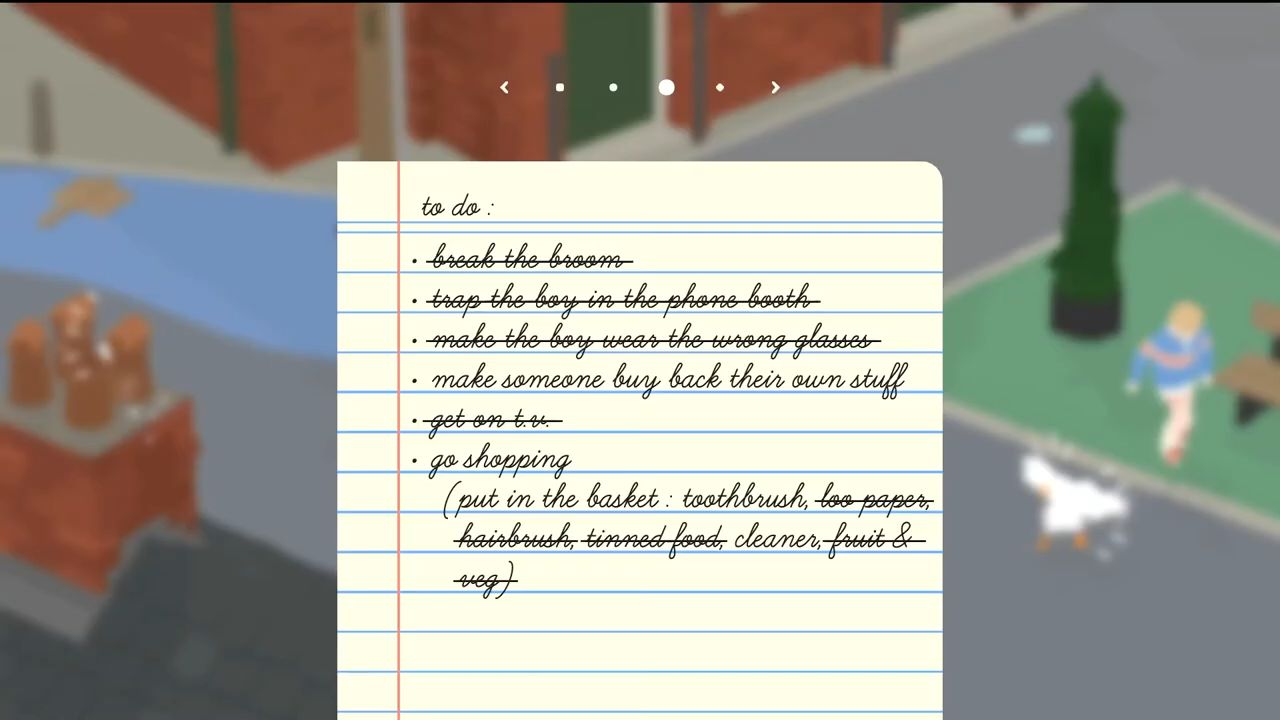 to do :
• break the broom
• trap the boy in the phone booth
• make the boy wear the wrong glasses
• make someone buy back their own stuff
• get on t.v.
• go shopping
(put in the basket : toothbrush, loo paper,
hairbrush, tinned food, cleaner, fruit &
veg)